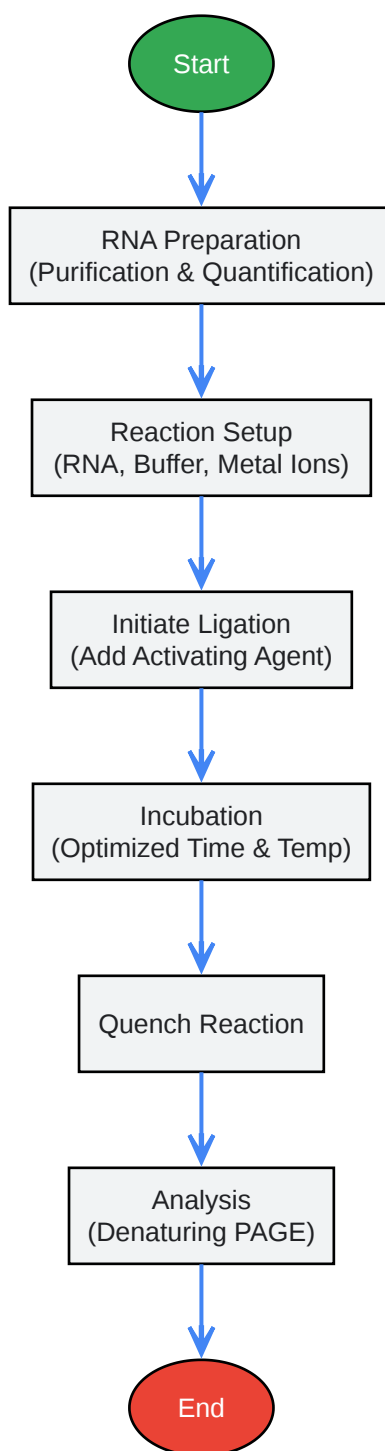 Start
RNA Preparation
(Purification & Quantification)
Reaction Setup
(RNA, Buffer, Metal Ions)
Initiate Ligation
(Add Activating Agent)
Incubation
(Optimized Time & Temp)
Quench Reaction
Analysis
(Denaturing PAGE)
End